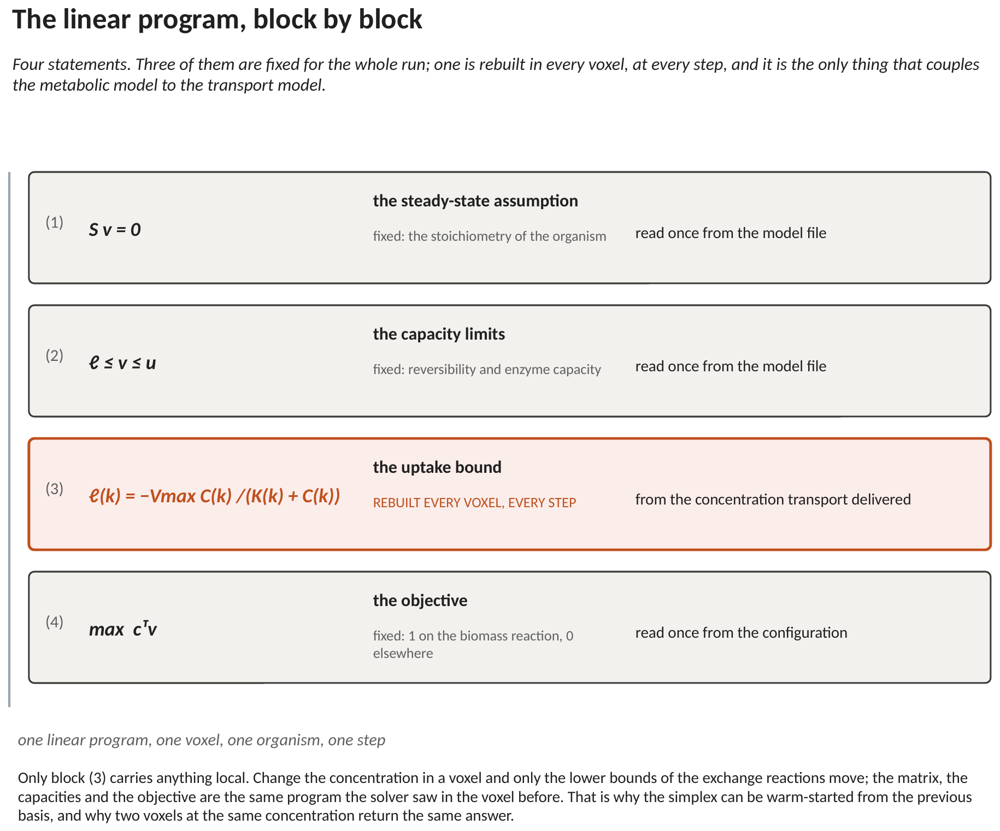 The linear program, block by block
Four statements. Three of them are fixed for the whole run; one is rebuilt in every voxel, at every step, and it is the only thing that couples
the metabolic model to the transport model.
the steady-state assumption
(1) S v = 0
fixed: the stoichiometry of the organism
read once from the model file
the capacity limits
(2) ℓ ≤ v ≤ u
fixed: reversibility and enzyme capacity
read once from the model file
the uptake bound
(3) ℓ(k) = −Vmax C(k) /(K(k) + C(k))
REBUILT EVERY VOXEL, EVERY STEP
from the concentration transport delivered
the objective
(4) max cᵀv
fixed: 1 on the biomass reaction, 0
elsewhere
read once from the configuration
one linear program, one voxel, one organism, one step
Only block (3) carries anything local. Change the concentration in a voxel and only the lower bounds of the exchange reactions move; the matrix, the
capacities and the objective are the same program the solver saw in the voxel before. That is why the simplex can be warm-started from the previous
basis, and why two voxels at the same concentration return the same answer.